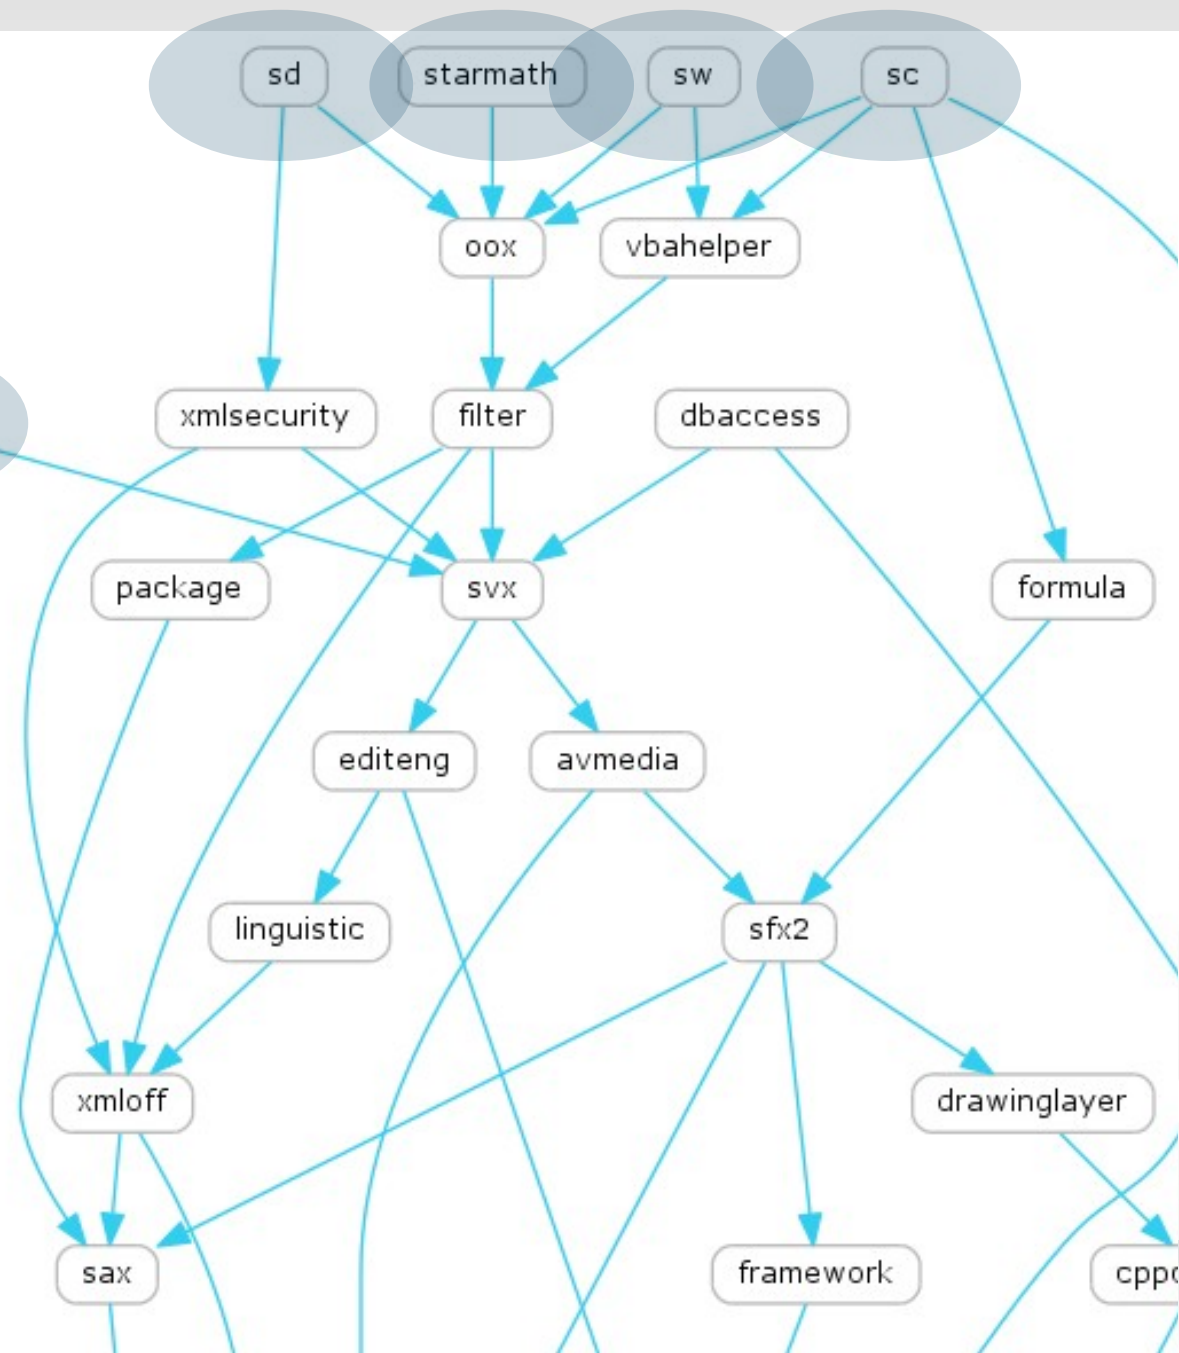 sd
starmath
sw
sc
oox
vbahelper
xmlsecurity
filter
dbaccess
package
svx
formula
editeng
avmedia
linguistic
sfx2
xmloff
drawinglayer
sax
framework